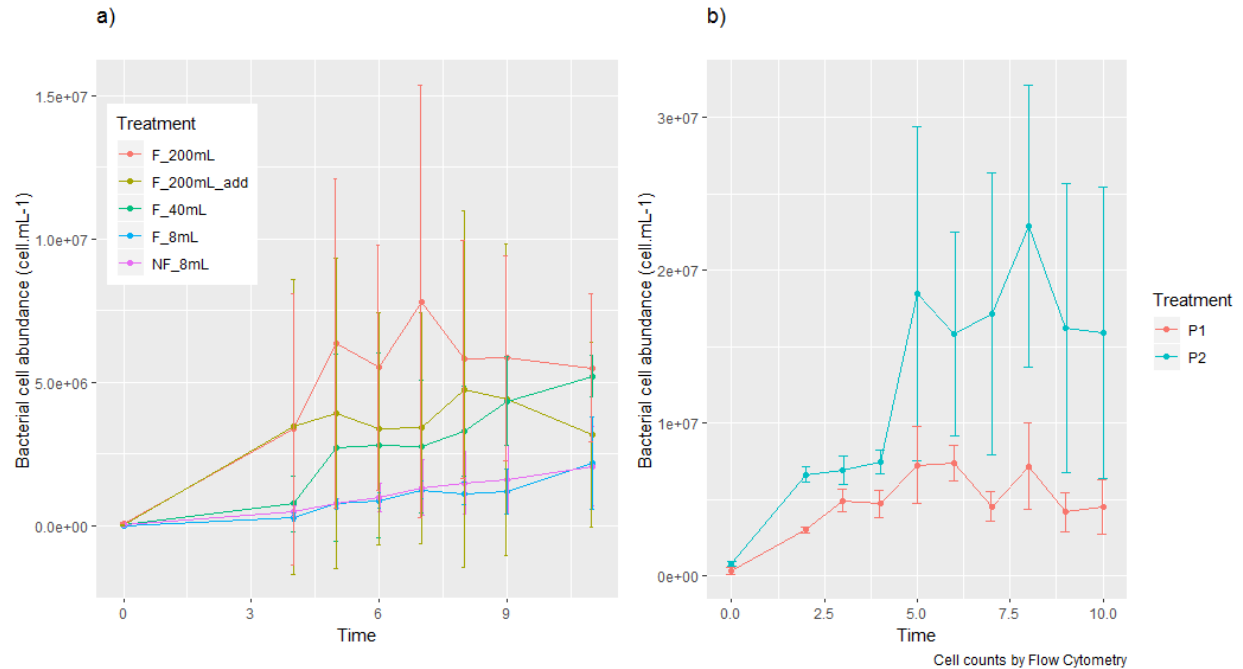 a)
Bacterial cell abundance (cell.mL-1)
1.5e+07
1.0e+07
5.0e+06
0.0e+00
Treatment
F_200mL
F_200mL_add
F_40mL
F_8mL
NF_8mL
0
3
6
9
Time
b)
Bacterial cell abundance (cell.mL-1)
3e+07
2e+07
1e+07
0e+00
0.0
2.5
5.0
7.5
10.0
Time
Treatment
P1
P2
Cell counts by Flow Cytometry